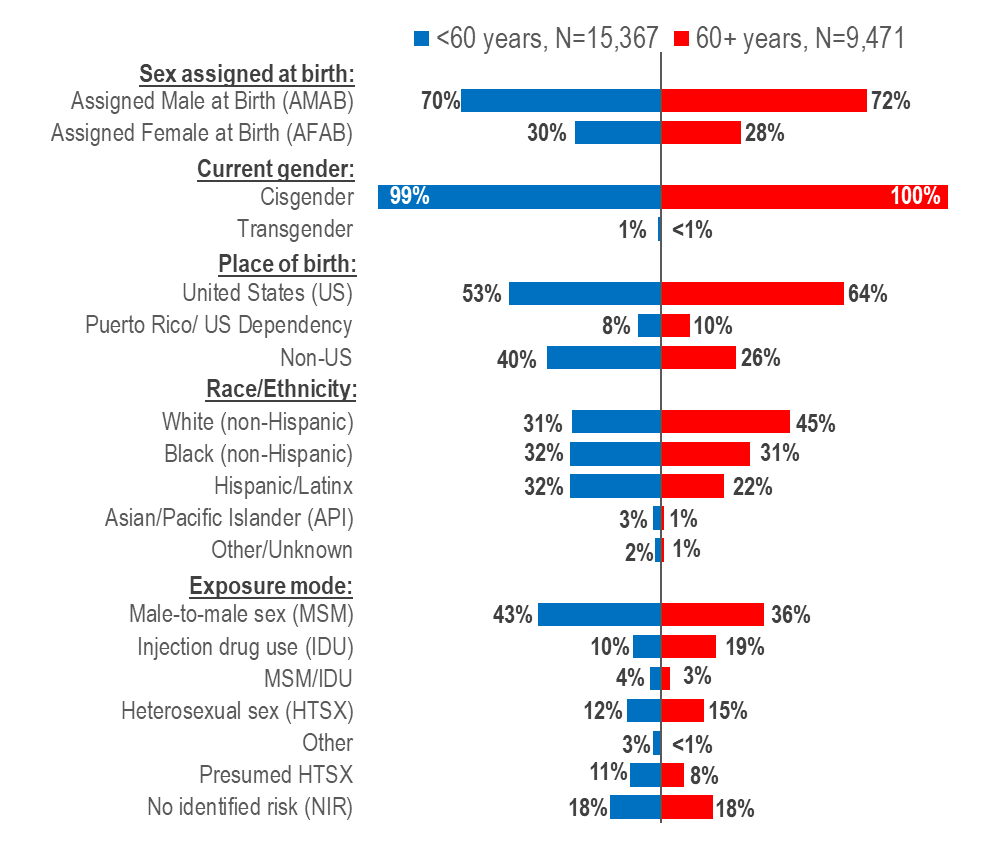 <60 years, N=15,367 60+ years, N=9,471
Sex assigned at birth:
Assigned Male at Birth (AMAB) 70% 72%
Assigned Female at Birth (AFAB) 30% 28%
Current gender:
Cisgender 99% 100%
Transgender 1% <1%
Place of birth:
United States (US) 53% 64%
Puerto Rico/ US Dependency 8% 10%
Non-US 40% 26%
Race/Ethnicity:
White (non-Hispanic) 31% 45%
Black (non-Hispanic) 32% 31%
Hispanic/Latinx 32% 22%
Asian/Pacific Islander (API) 3% 1%
Other/Unknown 2% 1%
Exposure mode:
Male-to-male sex (MSM) 43% 36%
Injection drug use (IDU) 10% 19%
MSM/IDU 4% 3%
Heterosexual sex (HTSX) 12% 15%
Other 3% <1%
Presumed HTSX 11% 8%
No identified risk (NIR) 18% 18%